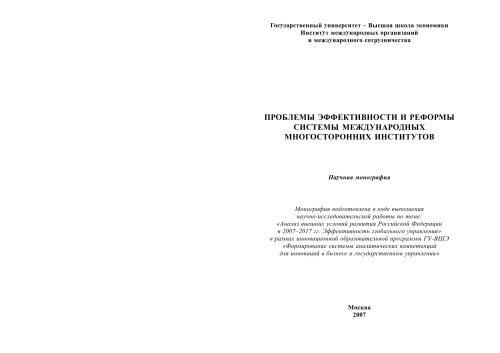 Государственный университет – Высшая школа экономики
Институт международных организаций
и международного сотрудничества
ПРОБЛЕМЫ ЭФФЕКТИВНОСТИ И РЕФОРМЫ
СИСТЕМЫ МЕЖДУНАРОДНЫХ
МНОГОСТОРОННИХ ИНСТИТУТОВ
Научная монография
Монография подготовлена в ходе выполнения
научно-исследовательской работы по теме:
«Анализ внешних условий развития Российской Федерации
в 2007–2017 гг. Эффективность глобального управления»
в рамках инновационной образовательной программы ГУ-ВШЭ
«Формирование системы аналитических компетенций
для инноваций в бизнесе и государственном управлении»
Москва
2007